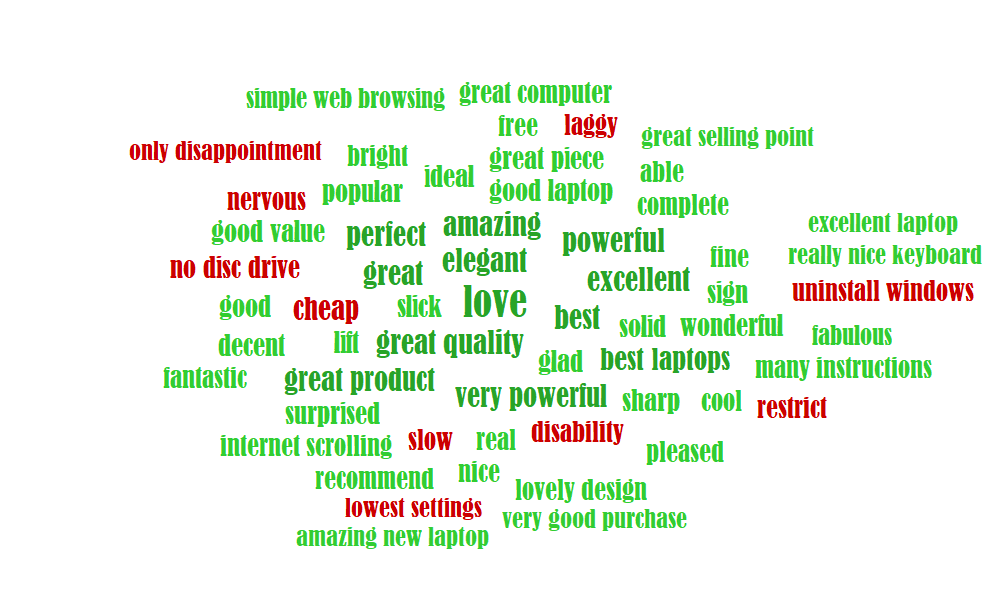 simple web browsing
great computer
free
laggy
great selling point
only disappointment
bright
great piece
ideal
able
nervous
popular
good laptop
complete
good value
perfect
amazing
powerful
excellent laptop
no disc drive
great
elegant
fine
really nice keyboard
excellent
good
cheap
slick
love
sign
uninstall windows
best
solid
wonderful
decent
lift
great quality
fabulous
fantastic
glad
best laptops
many instructions
great product
very powerful
sharp
cool
restrict
surprised
internet scrolling
slow
real
disability
pleased
recommend
nice
lovely design
lowest settings
very good purchase
amazing new laptop